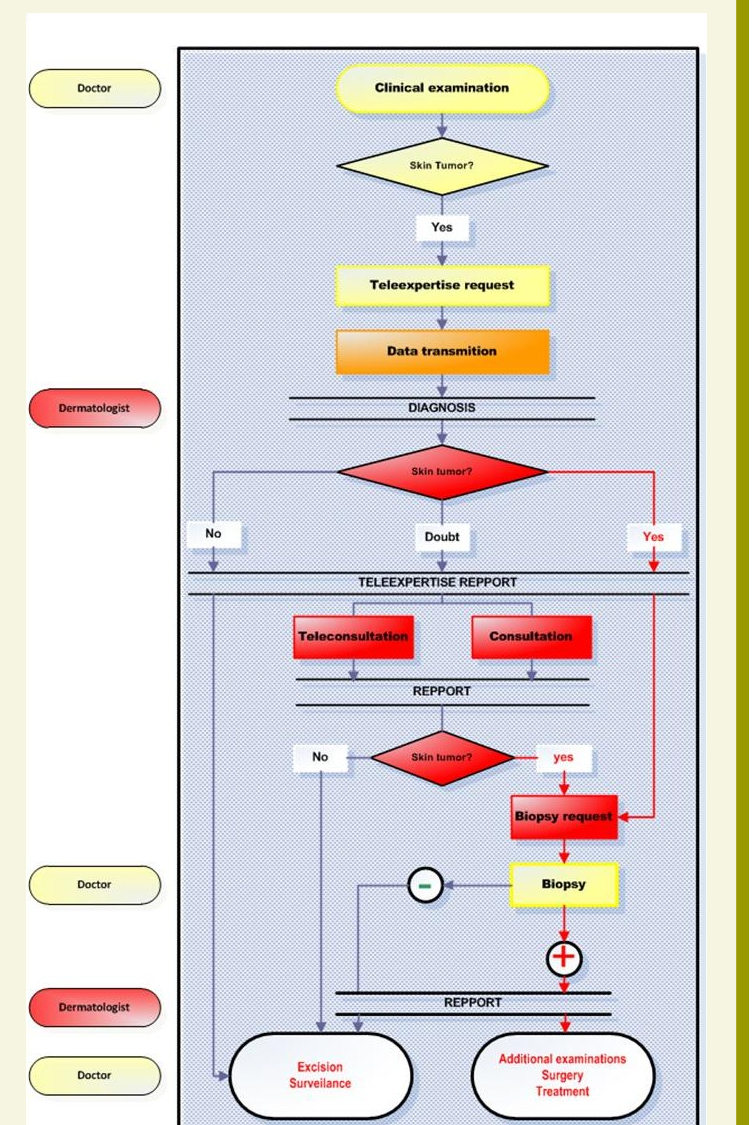 Doctor
Clinical examination
Skin Tumor?
Yes
Teleexpertise request
Data transmition
Dermatologist
DIAGNOSIS
Skin tumor?
No
Doubt
Yes
TELEEXPERTISE REPPORT
Teleconsultation
Consultation
REPPORT
No
Skin tumor?
yes
Biopsy request
Doctor
-
Biopsy
+
Dermatologist
REPPORT
Doctor
Excision
Surveilance
Additional examinations
Surgery
Treatment